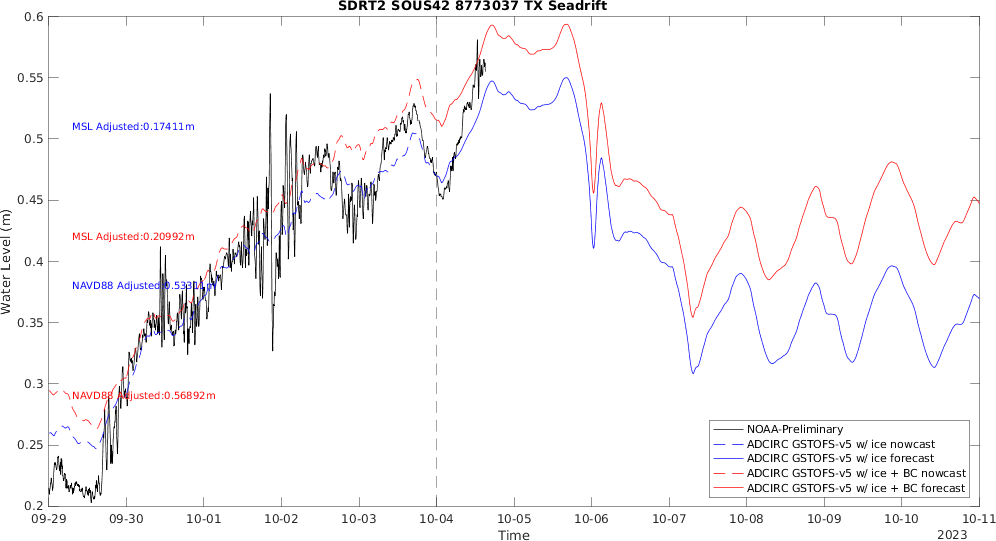 SDRT2 SOUS42 8773037 TX Seadrift
Water Level (m)
0.6
0.55
0.5
0.45
0.4
0.35
0.3
0.25
0.2
MSL Adjusted:0.17411m
MSL Adjusted:0.20992m
NAVD88 Adjusted:0.53311m
NAVD88 Adjusted:0.56892m
NOAA-Preliminary
ADCIRC GSTOFS-v5 w/ ice nowcast
ADCIRC GSTOFS-v5 w/ ice forecast
ADCIRC GSTOFS-v5 w/ ice + BC nowcast
ADCIRC GSTOFS-v5 w/ ice + BC forecast
09-29 09-30 10-01 10-02 10-03 10-04 10-05 10-06 10-07 10-08 10-09 10-10 10-11
Time
2023